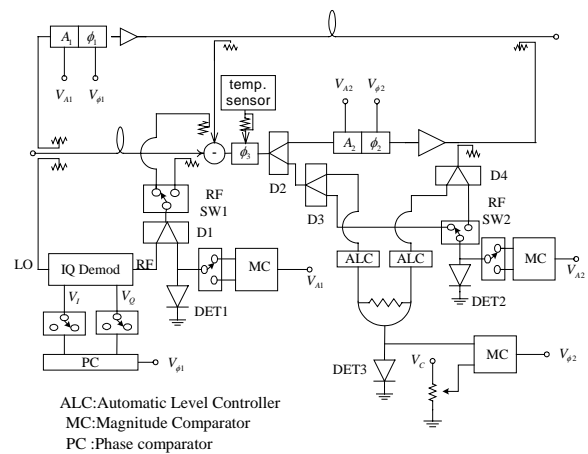 A1 ϕ1
VA1 Vϕ1
temp. sensor
VA2 Vϕ2
-
ϕ3
A2 ϕ2
D2
D3
D4
RF SW1
D1
RF SW2
LO
IQ Demod
RF
MC
VA1
DET1
VI VQ
ALC ALC
DET2
MC
VA2
PC
Vϕ1
DET3
VC
MC
Vϕ2
ALC:Automatic Level Controller
MC:Magnitude Comparator
PC :Phase comparator